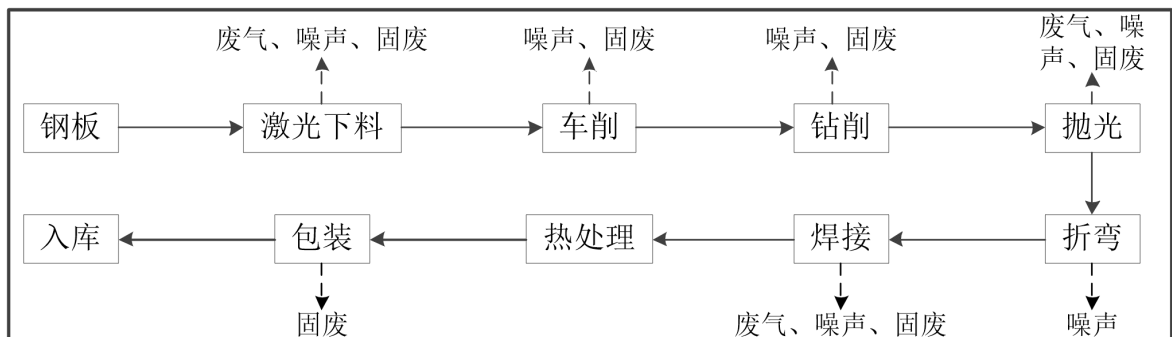 废气、噪声、固废
噪声、固废
噪声、固废
废气、噪
声、固废
钢板
激光下料
车削
钻削
抛光
入库
包装
热处理
焊接
折弯
固废
废气、噪声、固废
噪声